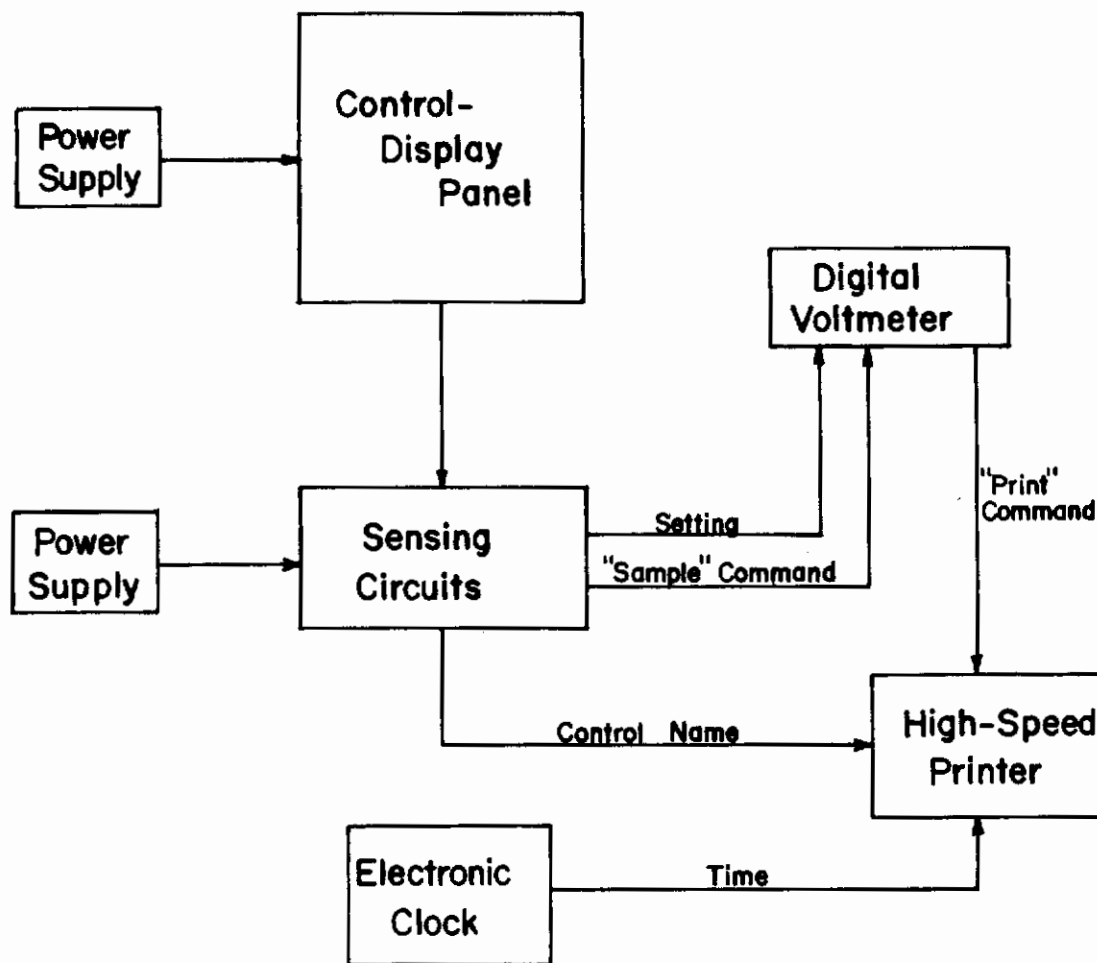 Control-
Display
Panel
Power
Supply
Digital
Voltmeter
"Print"
Command
Power
Supply
Sensing
Circuits
Setting
"Sample" Command
Control Name
High-Speed
Printer
Electronic
Clock
Time